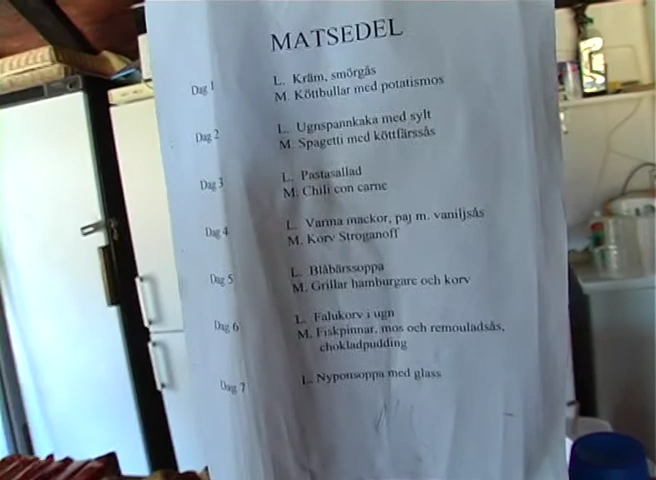 MATSEDEL
Dag 1 L. Kräm, smörgås
M. Köttbullar med potatismos
Dag 2 L. Ugnspannkaka med sylt
M. Spagetti med köttfärssås
Dag 3 L. Pastasallad
M. Chili con carne
Dag 4 L. Varma mackor, paj m. vaniljsås
M. Korv Stroganoff
Dag 5 L. Blåbärssoppa
M. Grillar hamburgare och korv
Dag 6 L. Falukorv i ugn
M. Fiskpinnar, mos och remouladsås,
chokladpudding
Dag 7 L. Nyponsoppa med glass